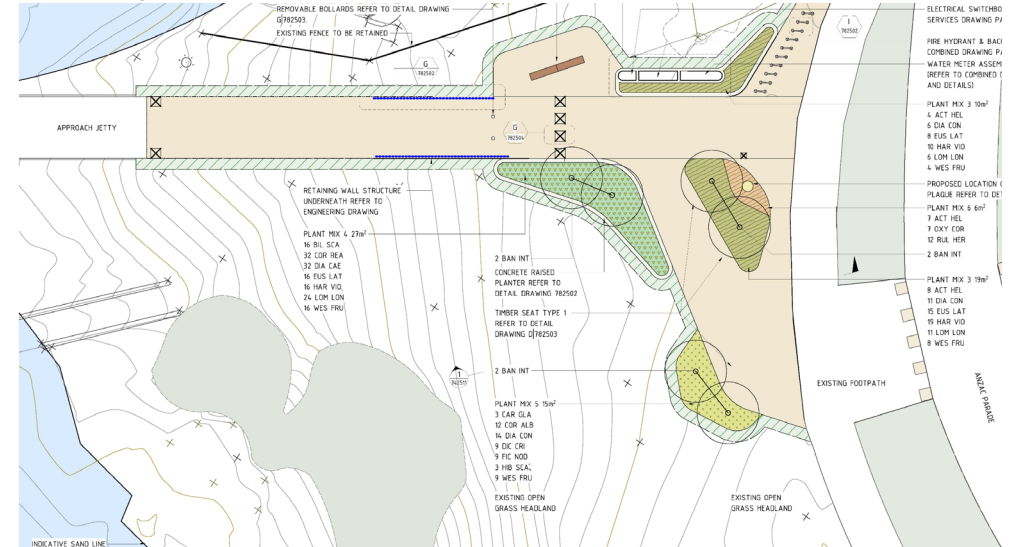 REMOVABLE BOLLARDS REFER TO DETAIL DRAWING
G|782503.
EXISTING FENCE TO BE RETAINED
G
782502
I
782502
ELECTRICAL SWITCHBO
SERVICES DRAWING PA
FIRE HYDRANT & BAC
COMBINED DRAWING PA
WATER METER ASSEM
(REFER TO COMBINED D
AND DETAILS)
APPROACH JETTY
G
782504
PLANT MIX 3 10m²
4 ACT HEL
6 DIA CON
8 EUS LAT
10 HAR VIO
6 LOM LON
4 WES FRU
RETAINING WALL STRUCTURE
UNDERNEATH REFER TO
ENGINEERING DRAWING
PROPOSED LOCATION O
PLAQUE REFER TO DET
PLANT MIX 6 6m²
7 ACT HEL
7 OXY COR
12 RUL HER
2 BAN INT
PLANT MIX 4 27m²
16 BIL SCA
32 COR REA
32 DIA CAE
16 EUS LAT
16 HAR VIO
24 LOM LON
16 WES FRU
2 BAN INT
CONCRETE RAISED
PLANTER REFER TO
DETAIL DRAWING 782502
TIMBER SEAT TYPE 1
REFER TO DETAIL
DRAWING D|782503
PLANT MIX 3 19m²
8 ACT HEL
11 DIA CON
15 EUS LAT
19 HAR VIO
11 LOM LON
8 WES FRU
1
742511
2 BAN INT
EXISTING FOOTPATH
ANZAC PARADE
PLANT MIX 5 15m²
3 CAR GLA
12 COR ALB
14 DIA CON
9 DIC CRI
9 FIC NOD
3 HIB SCA
9 WES FRU
EXISTING OPEN
GRASS HEADLAND
EXISTING OPEN
GRASS HEADLAND
INDICATIVE SAND LINE